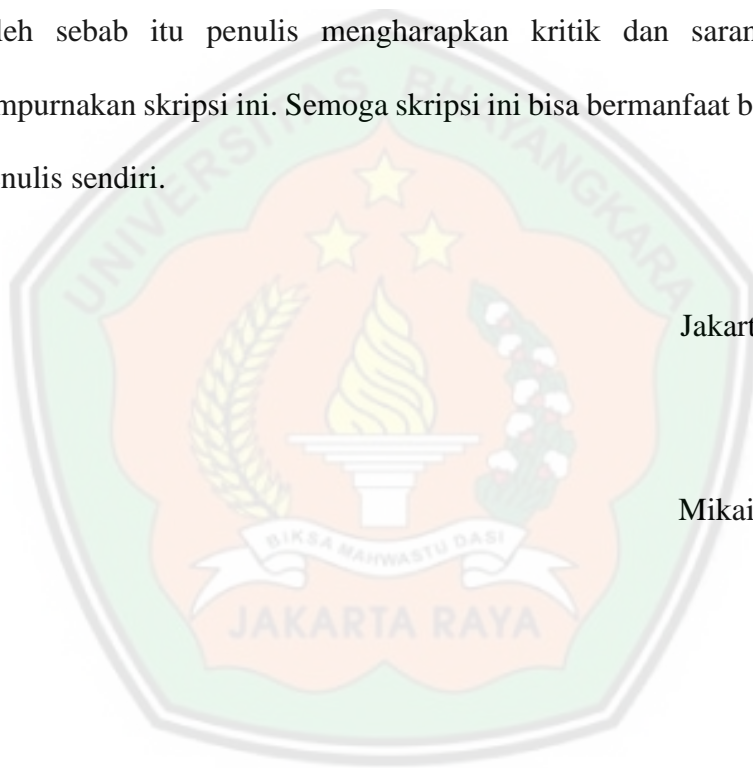 leh sebab itu penulis mengharapkan kritik dan saran
mpurnakan skripsi ini. Semoga skripsi ini bisa bermanfaat b
nulis sendiri.
UNIVERSITAS BHAYANGKARA
Jakart
Mikai
BIKSA MAHWASTU DASI
JAKARTA RAYA